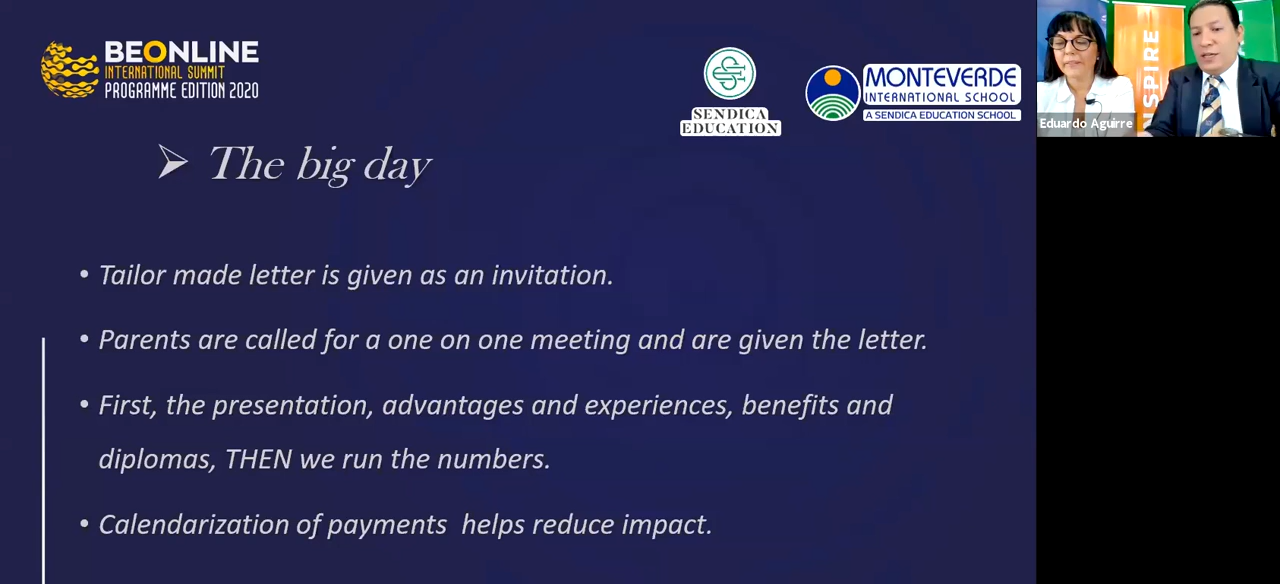 BEONLINE
INTERNATIONAL SUMMIT
PROGRAMME EDITION 2020
SENDICA
EDUCATION
MONTEVERDE
INTERNATIONAL SCHOOL
A SENDICA EDUCATION SCHOOL
NSPIRE
Eduardo Aguirre
➢ The big day
• Tailor made letter is given as an invitation.
• Parents are called for a one on one meeting and are given the letter.
• First, the presentation, advantages and experiences, benefits and
diplomas, THEN we run the numbers.
• Calendarization of payments helps reduce impact.